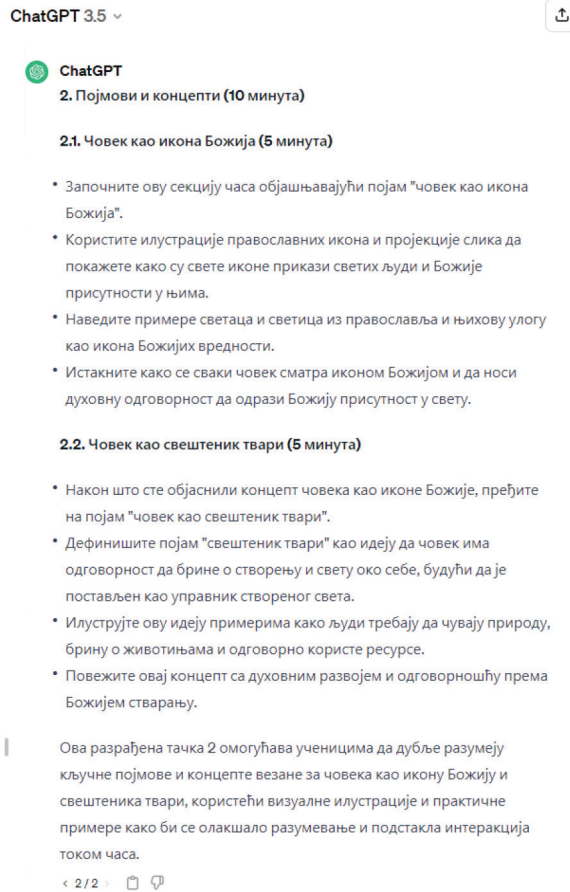 ChatGPT 3.5
ChatGPT
2. Појмови и концепти (10 минута)
2.1. Човек као икона Божија (5 минута)
• Започните ову секцију часа објашњавајући појам "човек као икона
Божија".
• Користите илустрације православних икона и пројекције слика да
покажете како су свете иконе прикази светих људи и Божије
присутности у њима.
• Наведите примере светаца и светица из православља и њихову улогу
као икона Божијих вредности.
• Истакните како се сваки човек сматра иконом Божијом и да носи
духовну одговорност да одрази Божију присутност у свету.
2.2. Човек као свештеник твари (5 минута)
• Након што сте објаснили концепт човека као иконе Божије, пређите
на појам "човек као свештеник твари".
• Дефинишите појам "свештеник твари" као идеју да човек има
одговорност да брине о створењу и свету око себе, будући да је
постављен као управник створеног света.
• Илуструјте ову идеју примерима како људи требају да чувају природу,
брину о животињама и одговорно користе ресурсе.
• Повежите овај концепт са духовним развојем и одговорношћу према
Божијем стварању.
Ова разрађена тачка 2 омогућава ученицима да дубље разумеју
кључне појмове и концепте везане за човека као икону Божију и
свештеника твари, користећи визуелне илустрације и практичне
примере како би се олакшало разумевање и подстакла интеракција
током часа.
< 2/2 >